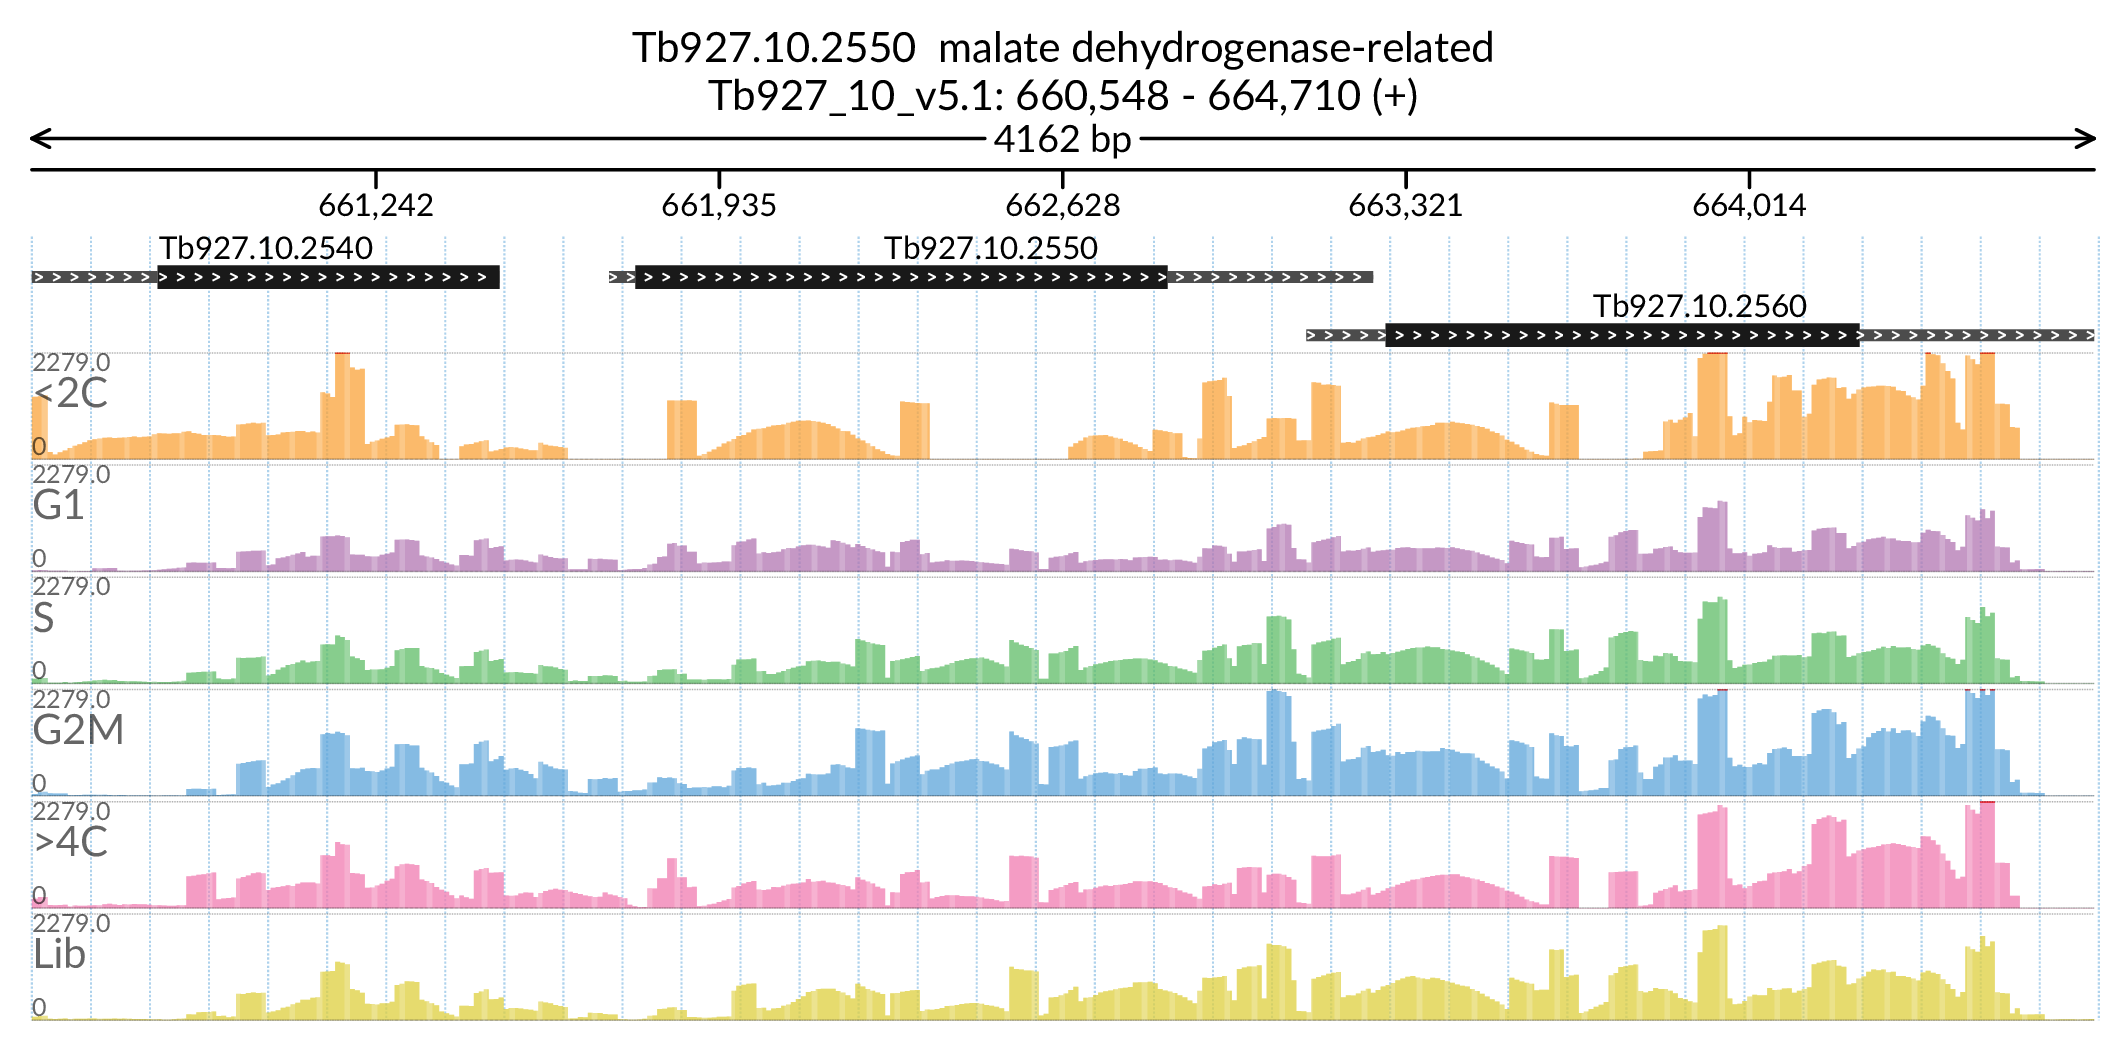 Tb927.10.2550  malate dehydrogenase-related
Tb927_10_v5.1: 660,548 - 664,710 (+)
4162 bp
661,242 661,935 662,628 663,321 664,014
Tb927.10.2540 Tb927.10.2550
Tb927.10.2560
2279.0
<2C
0
2279.0
G1
0
2279.0
S
0
2279.0
G2M
0
2279.0
>4C
0
2279.0
Lib
0